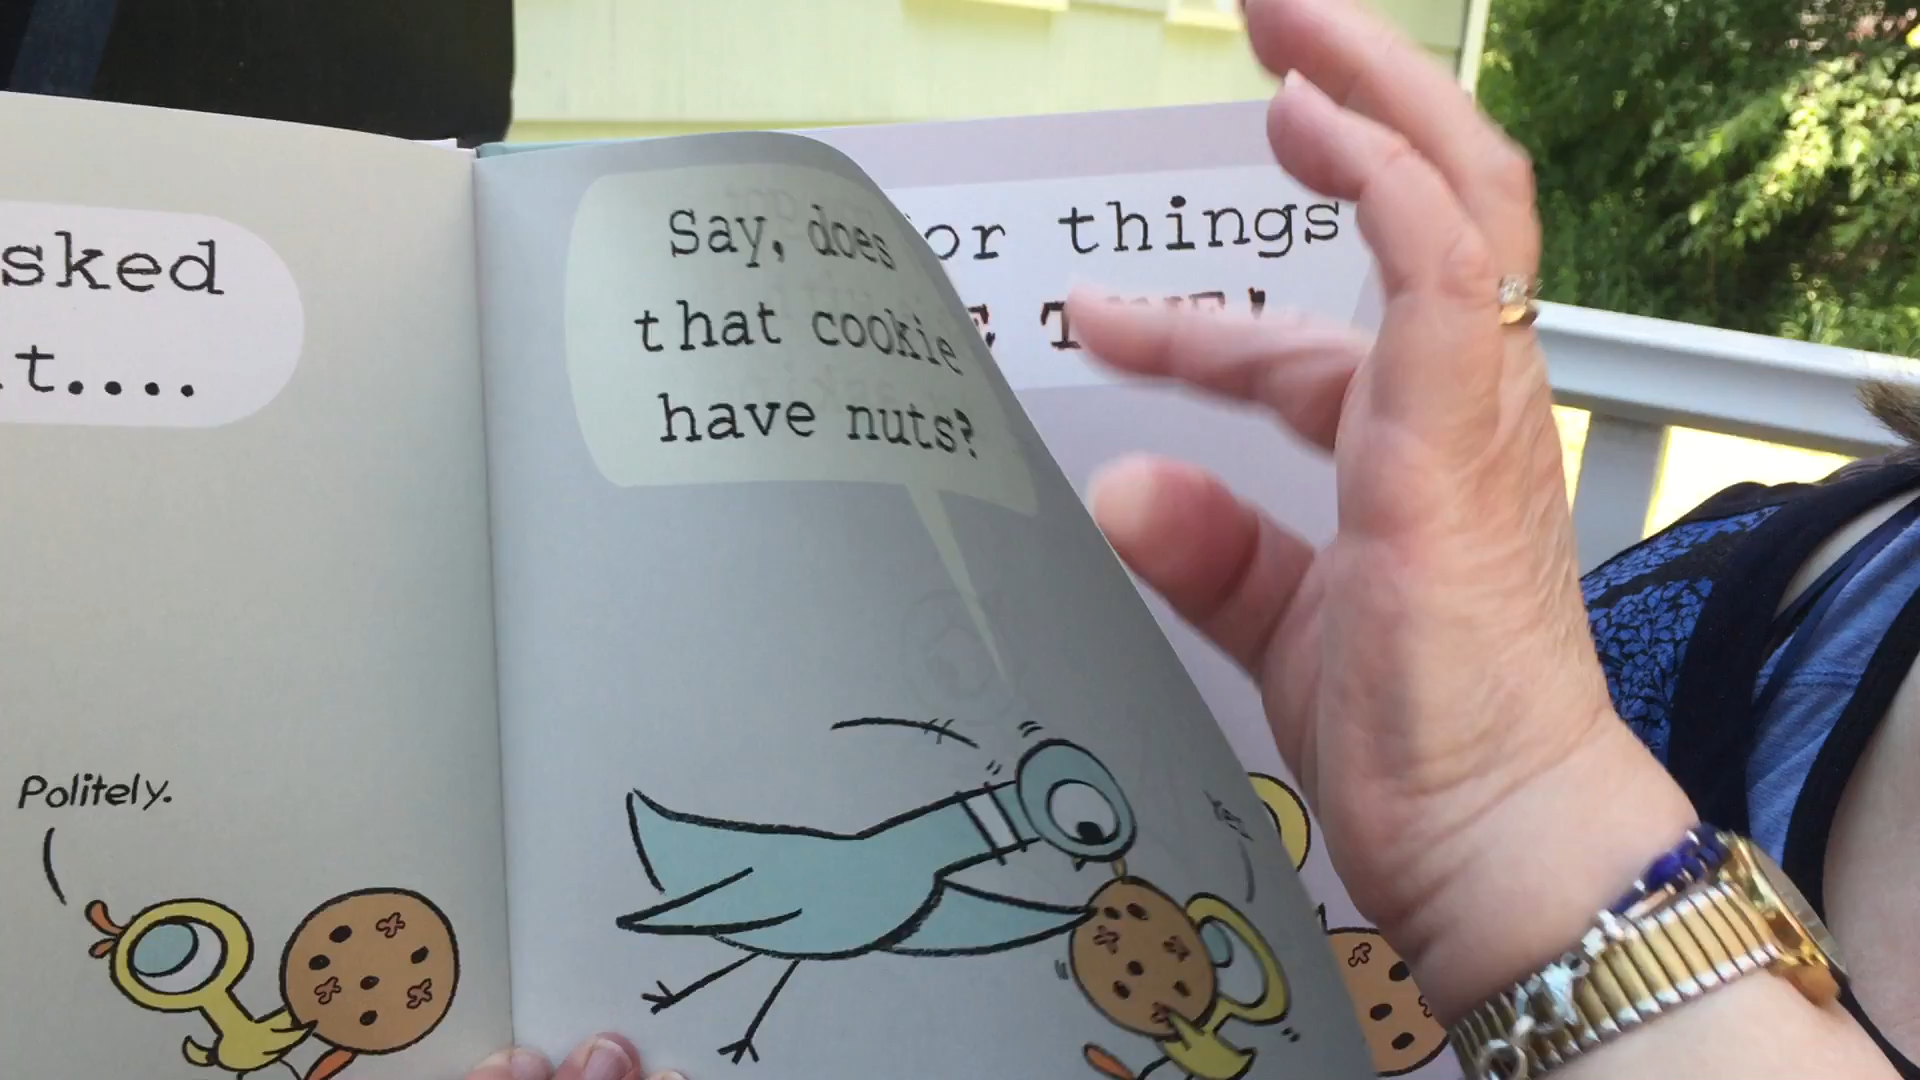 sked
t....
Politely.
Say, does
that cookie
have nuts?
or things